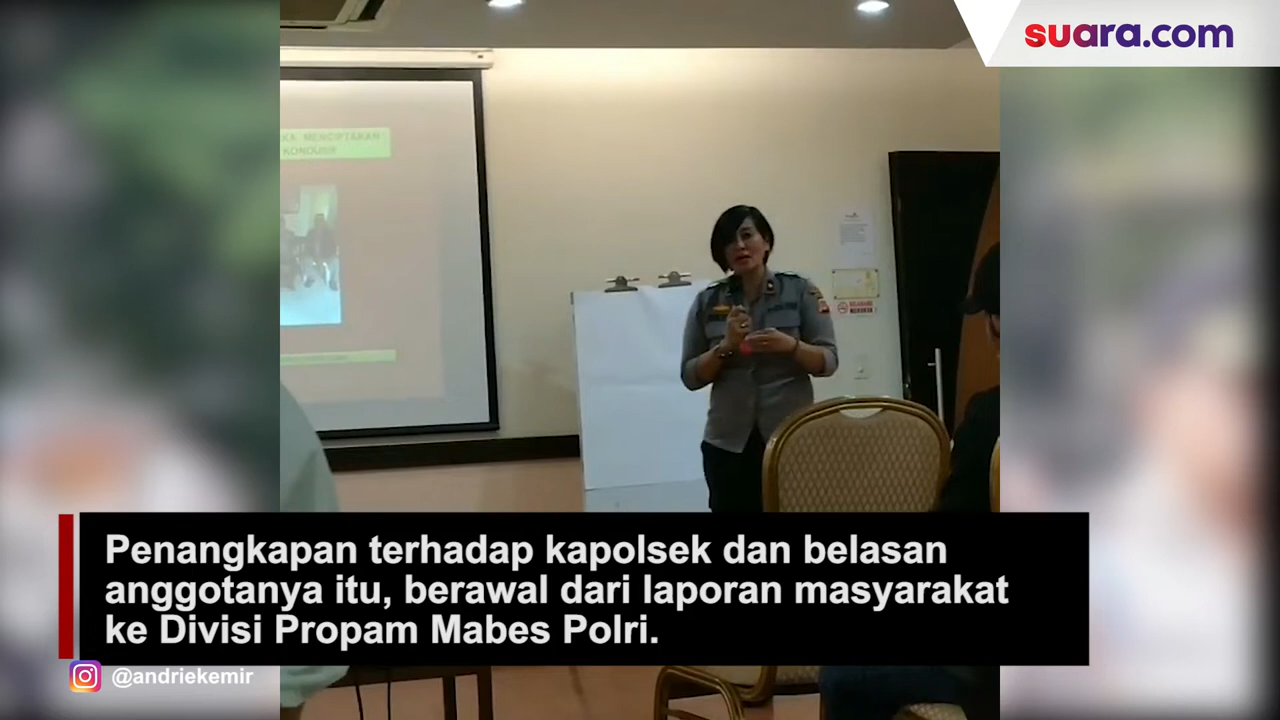 suara.com
MENCIPTAKAN
Penangkapan terhadap kapolsek dan belasan
anggotanya itu, berawal dari laporan masyarakat
ke Divisi Propam Mabes Polri.
@andriekemir